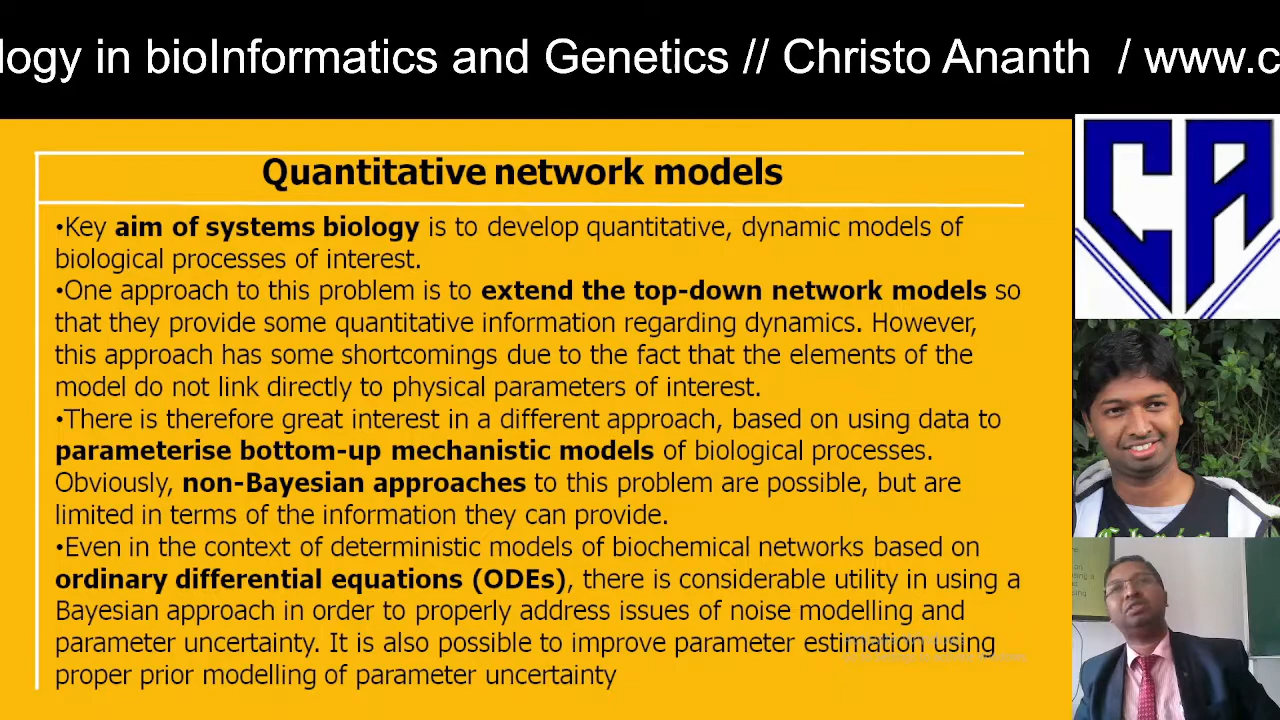 logy in bioInformatics and Genetics // Christo Ananth / www.c
CA
Quantitative network models
•Key aim of systems biology is to develop quantitative, dynamic models of
biological processes of interest.
•One approach to this problem is to extend the top-down network models so
that they provide some quantitative information regarding dynamics. However,
this approach has some shortcomings due to the fact that the elements of the
model do not link directly to physical parameters of interest.
•There is therefore great interest in a different approach, based on using data to
parameterise bottom-up mechanistic models of biological processes.
Obviously, non-Bayesian approaches to this problem are possible, but are
limited in terms of the information they can provide.
•Even in the context of deterministic models of biochemical networks based on
ordinary differential equations (ODEs), there is considerable utility in using a
Bayesian approach in order to properly address issues of noise modelling and
parameter uncertainty. It is also possible to improve parameter estimation using
proper prior modelling of parameter uncertainty